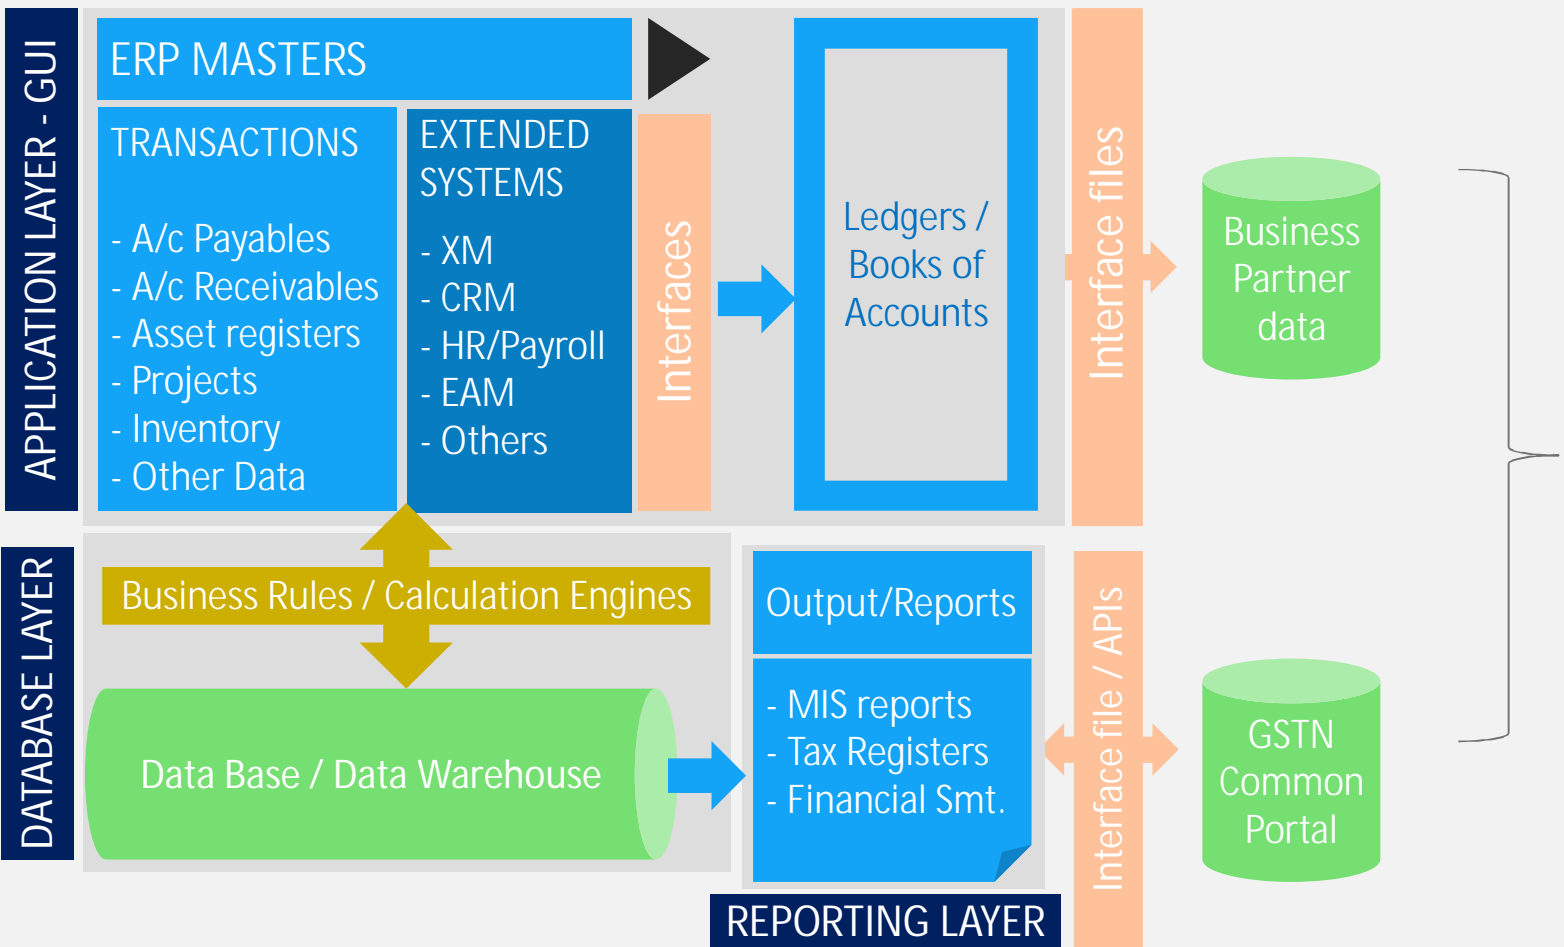 APPLICATION LAYER - GUI
ERP MASTERS
TRANSACTIONS
- A/c Payables
- A/c Receivables
- Asset registers
- Projects
- Inventory
- Other Data
EXTENDED
SYSTEMS
- XM
- CRM
- HR/Payroll
- EAM
- Others
Interfaces
Ledgers /
Books of
Accounts
Interface files
Business
Partner
data
DATABASE LAYER
Business Rules / Calculation Engines
Data Base / Data Warehouse
Output/Reports
- MIS reports
- Tax Registers
- Financial Smt.
REPORTING LAYER
Interface file / APIs
GSTN
Common
Portal